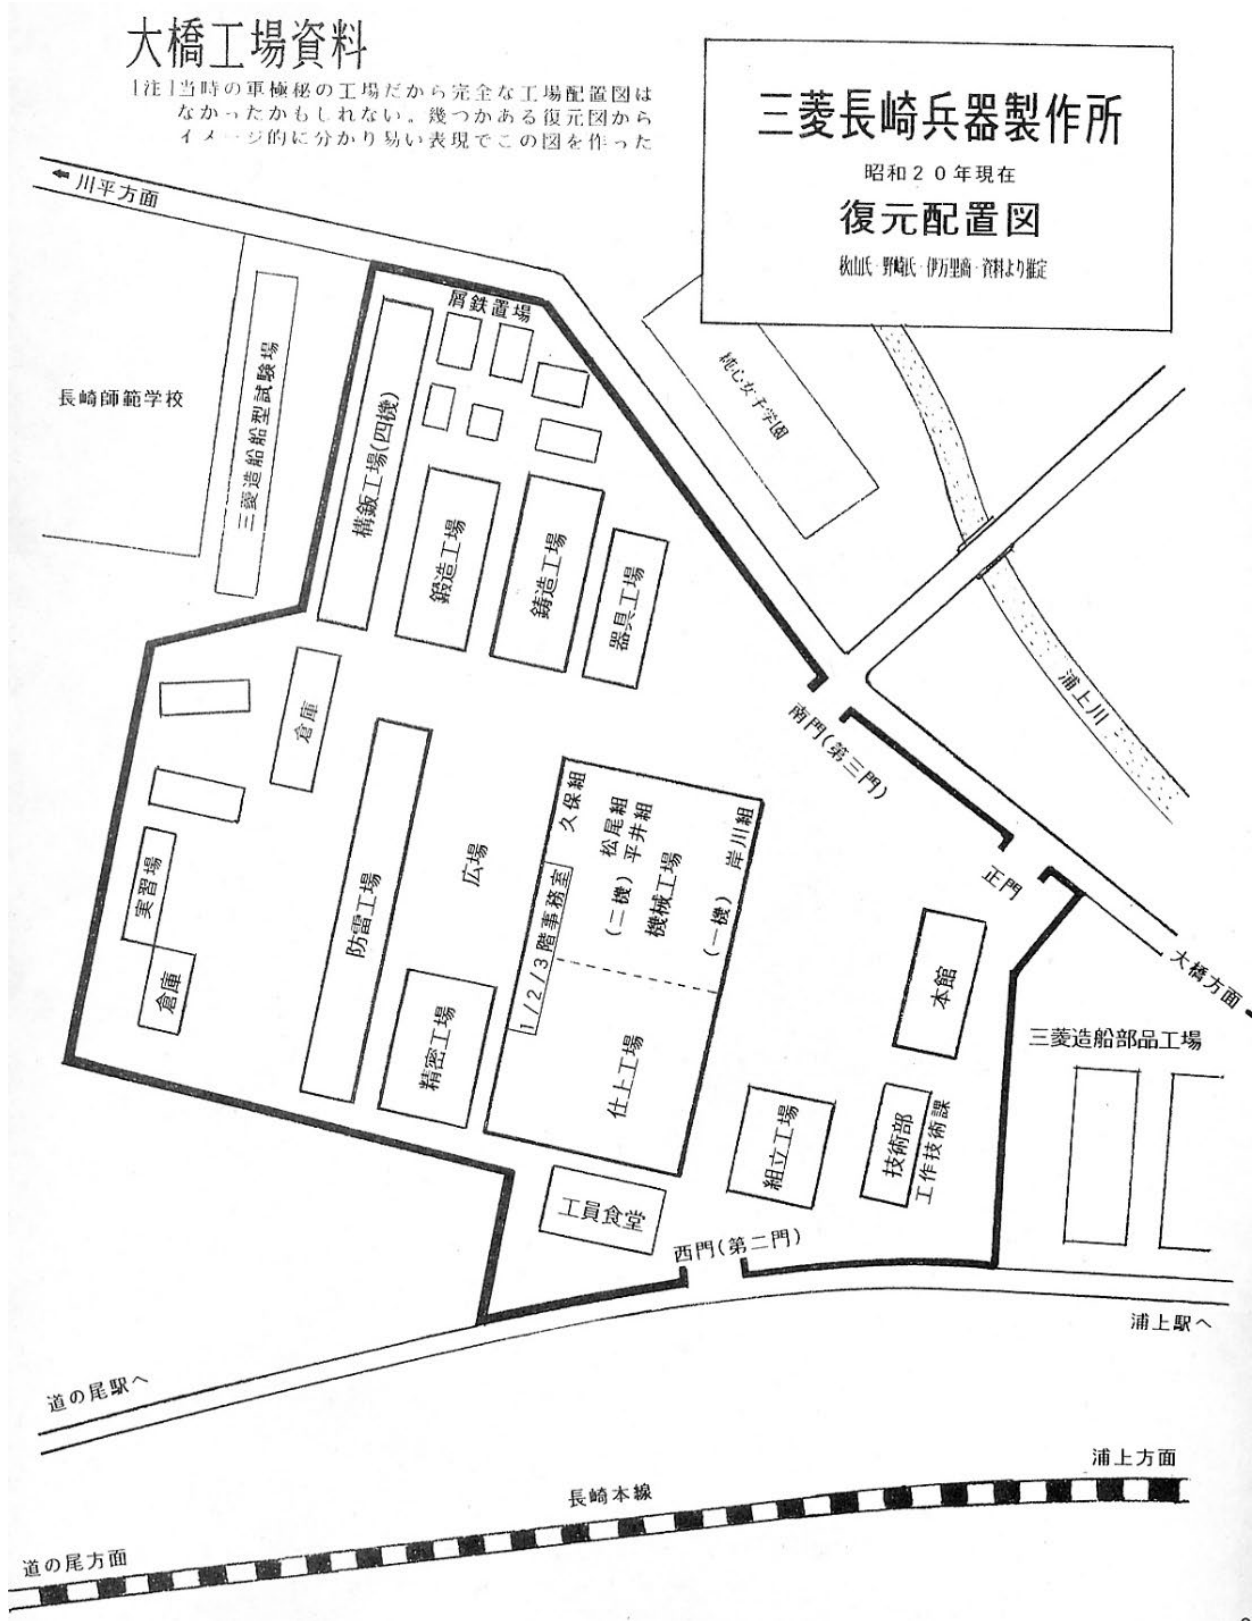 大橋工場資料
[注]当時の軍極秘の工場だから完全な工場配置図は
なかったかもしれない。幾つかある復元図から
イメージ的に分かり易い表現でこの図を作った
三菱長崎兵器製作所
昭和20年現在
復元配置図
秋山氏・野崎氏・伊万里商・資料より推定
川平方面
屑鉄置場
長崎師範学校
三菱造船船型試験場
構鈑工場(四機)
純心女子学園
鍛造工場
鋳造工場
器具工場
浦上川
倉庫
南門(第三門)
久保組
松尾組
平井組
岸川組
広場
(二機)
機械工場
(一機)
1/2/3階事務室
実習場
防雷工場
正門
倉庫
本館
大橋方面
精密工場
仕上工場
三菱造船部品工場
組立工場
技術部
工作技術課
工員食堂
西門(第二門)
浦上駅へ
道の尾駅へ
浦上方面
長崎本線
道の尾方面